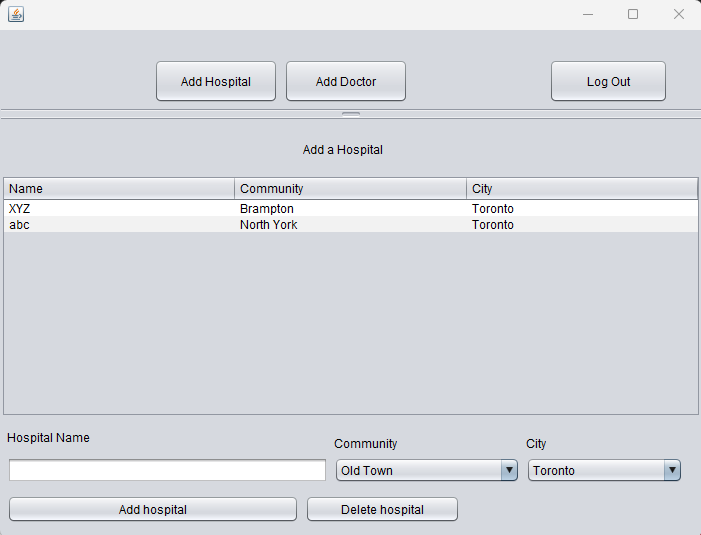 Add Hospital Add Doctor Log Out
Add a Hospital
Name Community City
XYZ Brampton Toronto
abc North York Toronto
Hospital Name Community City
Old Town Toronto
Add hospital Delete hospital